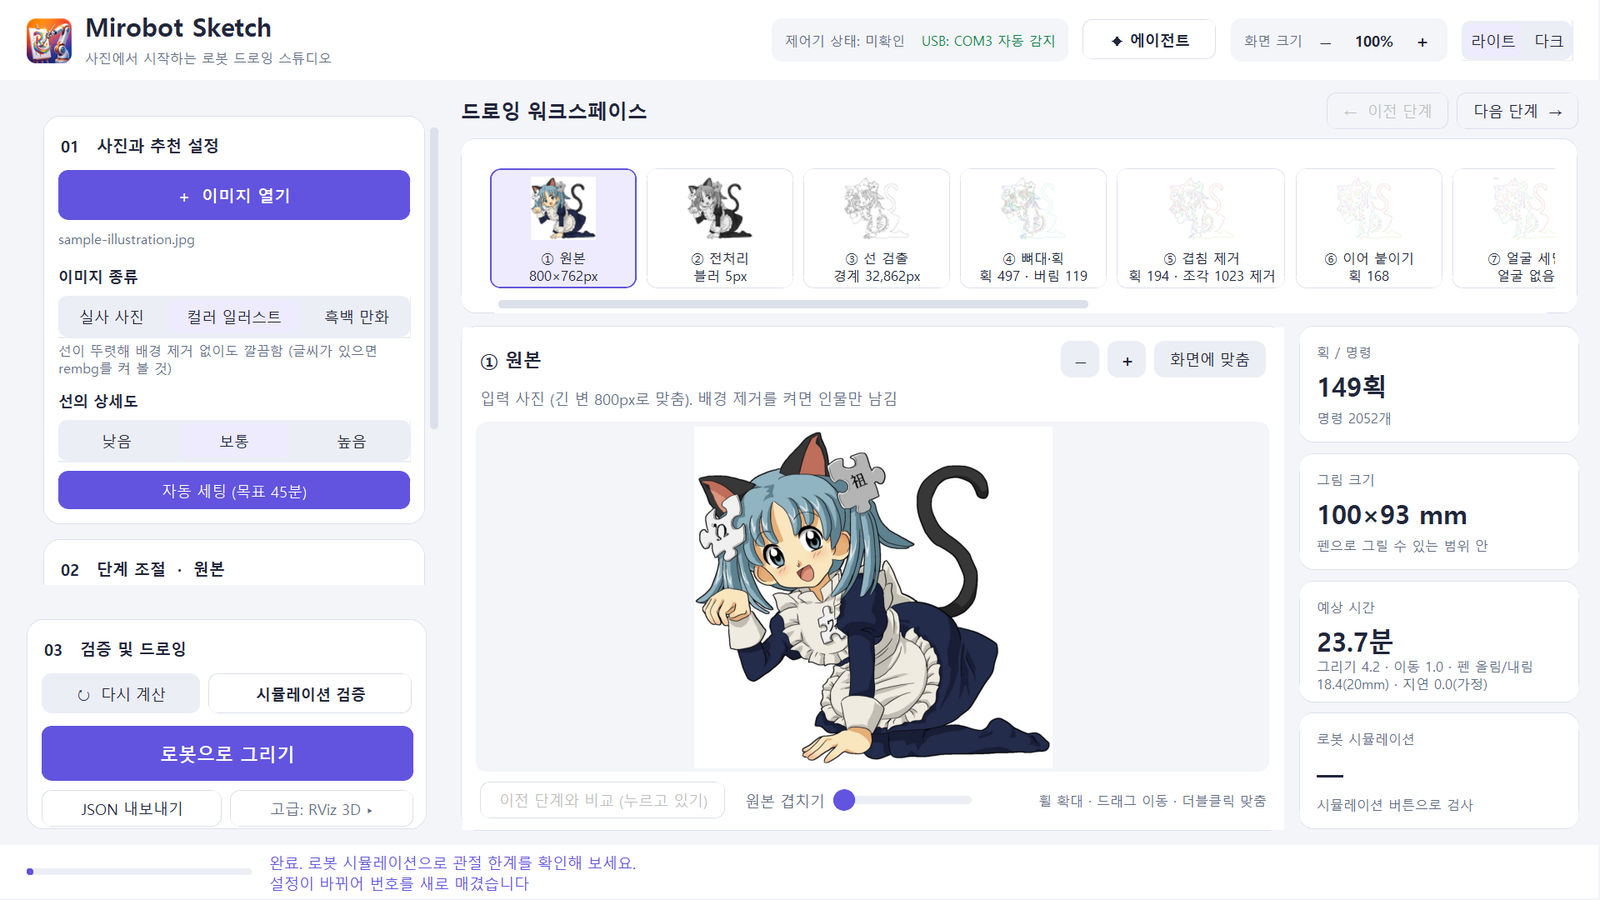 Mirobot Sketch
사진에서 시작하는 로봇 드로잉 스튜디오
제어기 상태: 미확인 USB: COM3 자동 감지
⌖ 에이전트
화면 크기 – 100% +
라이트 다크
01 사진과 추천 설정
+ 이미지 열기
sample-illustration.jpg
이미지 종류
실사 사진 컬러 일러스트 흑백 만화
선이 뚜렷해 배경 제거 없이도 깔끔함 (글씨가 있으면
rembg를 켜 볼 것)
선의 상세도
낮음 보통 높음
자동 세팅 (목표 45분)
02 단계 조절 · 원본
03 검증 및 드로잉
↻ 다시 계산 시뮬레이션 검증
로봇으로 그리기
JSON 내보내기 고급: RViz 3D ▸
드로잉 워크스페이스
← 이전 단계 다음 단계 →
① 원본
800×762px
② 전처리
블러 5px
③ 선 검출
경계 32,862px
④ 뼈대·획
획 497 · 버림 119
⑤ 겹침 제거
획 194 · 조각 1023 제거
⑥ 이어 붙이기
획 168
⑦ 얼굴 세
얼굴 없음
① 원본
– + 화면에 맞춤
입력 사진 (긴 변 800px로 맞춤). 배경 제거를 켜면 인물만 남김
祖
Ω
이전 단계와 비교 (누르고 있기) 원본 겹치기 휠 확대 · 드래그 이동 · 더블클릭 맞춤
획 / 명령
149획
명령 2052개
그림 크기
100×93 mm
펜으로 그릴 수 있는 범위 안
예상 시간
23.7분
그리기 4.2 · 이동 1.0 · 펜 올림/내림
18.4(20mm) · 지연 0.0(가정)
로봇 시뮬레이션
—
시뮬레이션 버튼으로 검사
완료. 로봇 시뮬레이션으로 관절 한계를 확인해 보세요.
설정이 바뀌어 번호를 새로 매겼습니다